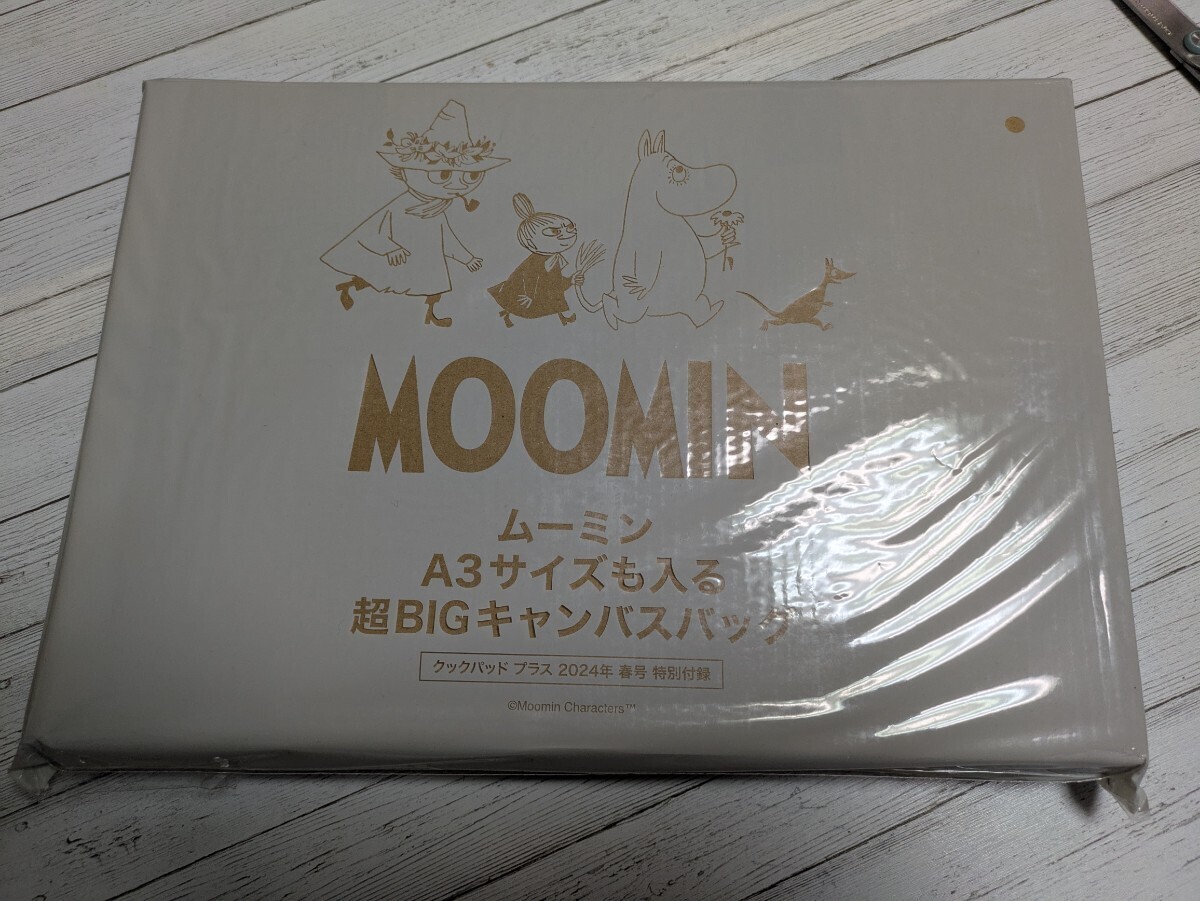 MOOMIN
ムーミン
A3サイズも入る
超BIGキャンバスバッグ
クックパッド プラス 2024年 春号 特別付録
©Moomin Characters™